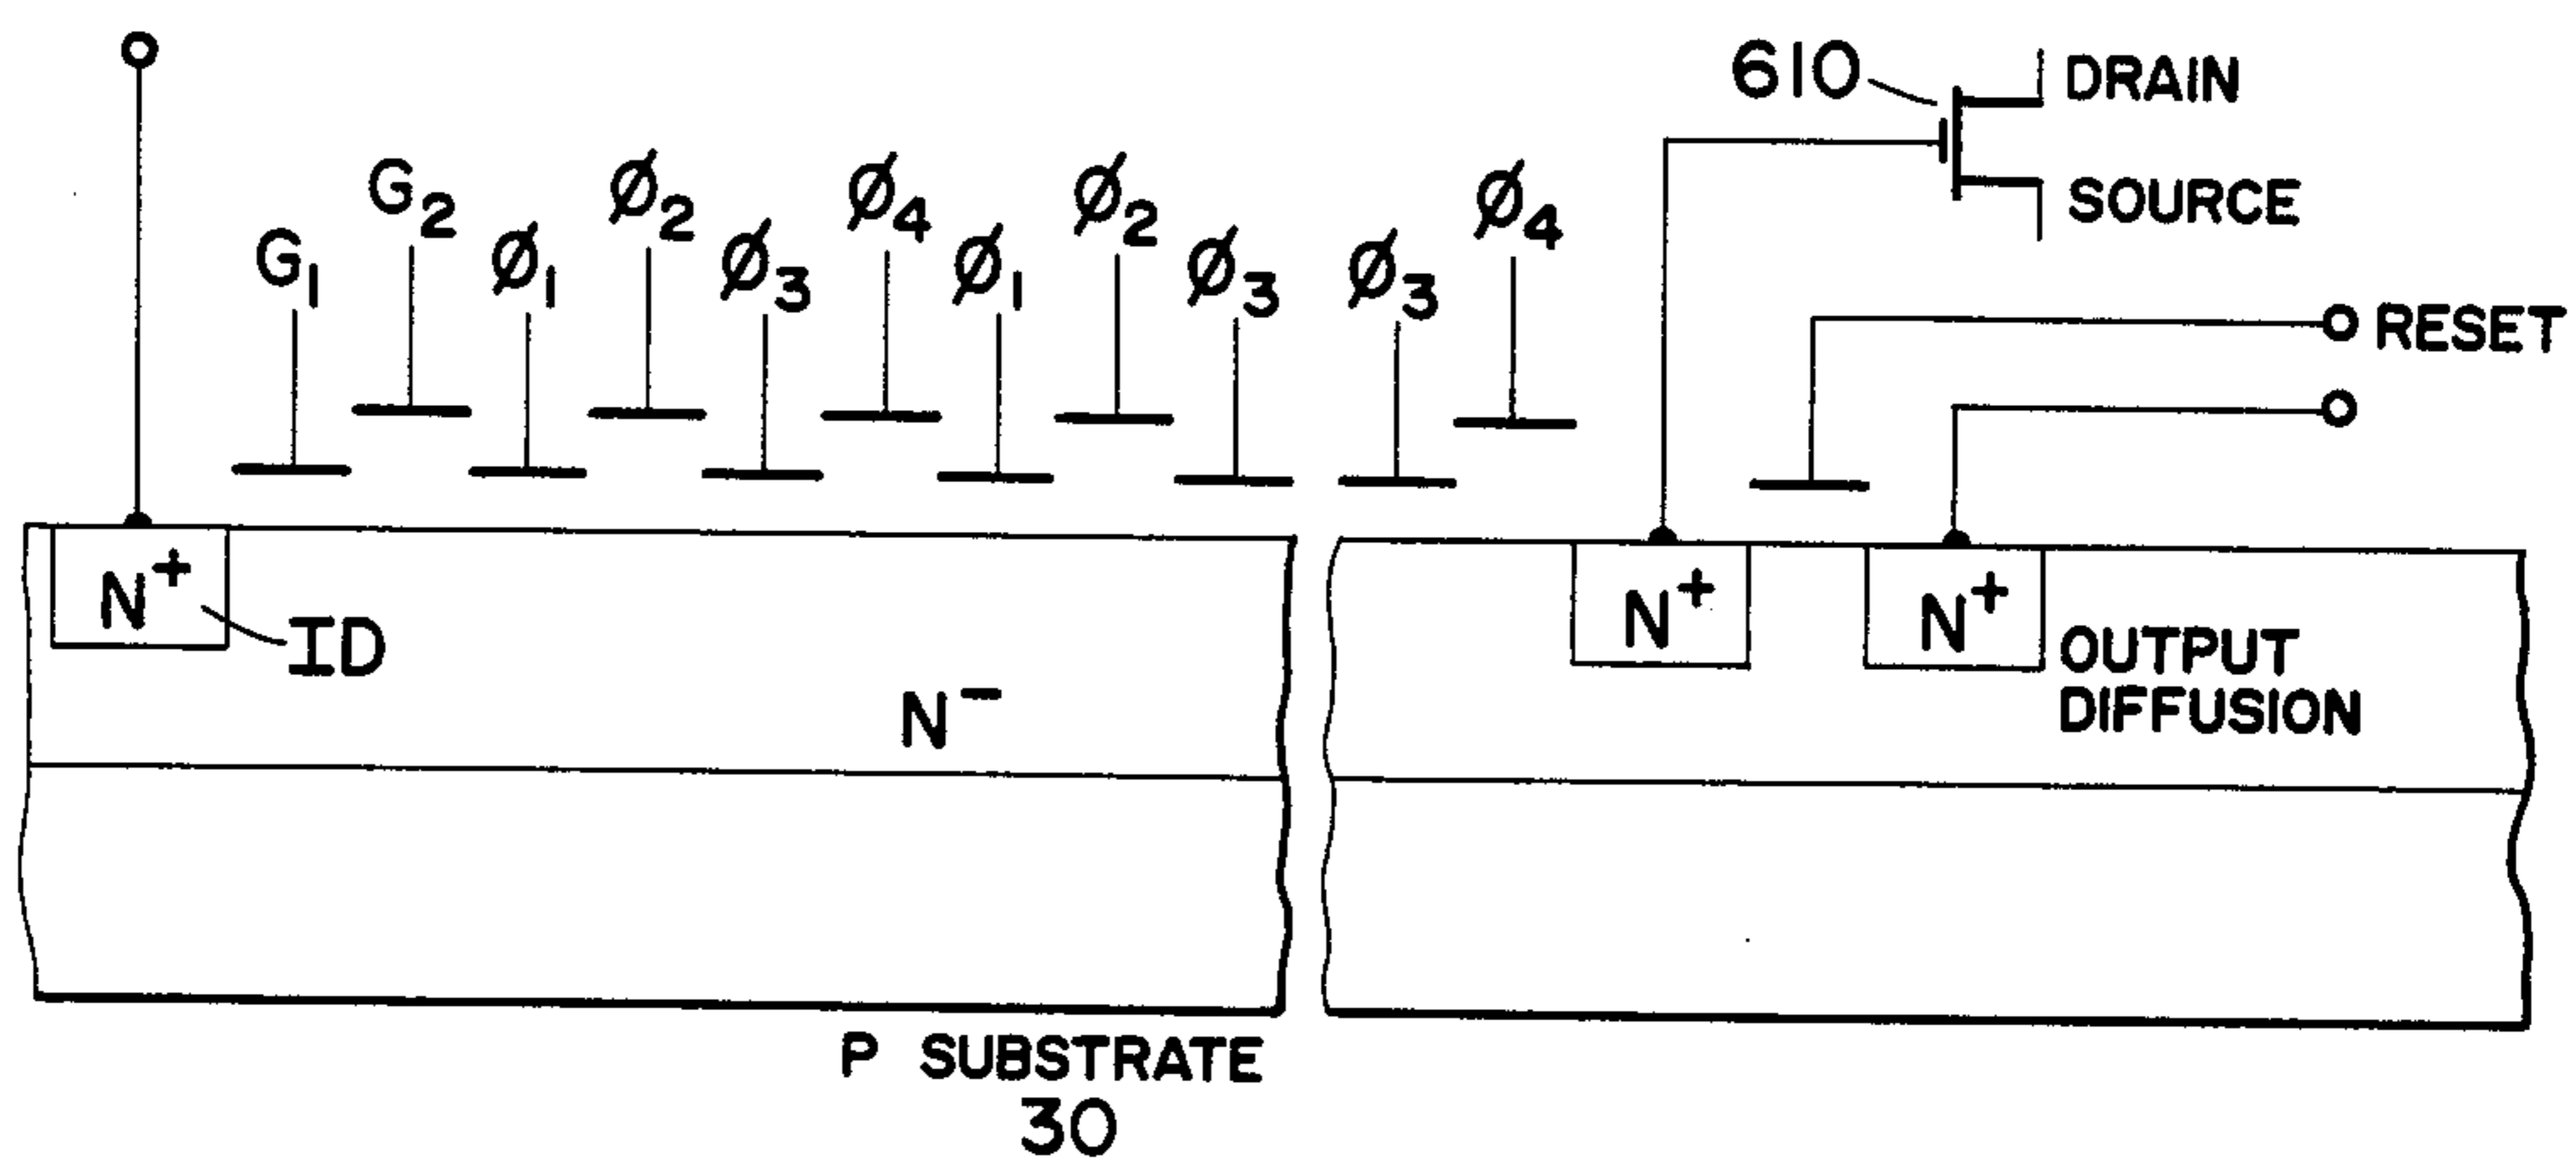 610
DRAIN
SOURCE
G₁
G₂
Ø₁
Ø₂
Ø₃
Ø₄
Ø₁
Ø₂
Ø₃
Ø₃
Ø₄
RESET
N⁺
ID
N⁻
N⁺
N⁺
OUTPUT
DIFFUSION
P SUBSTRATE
30